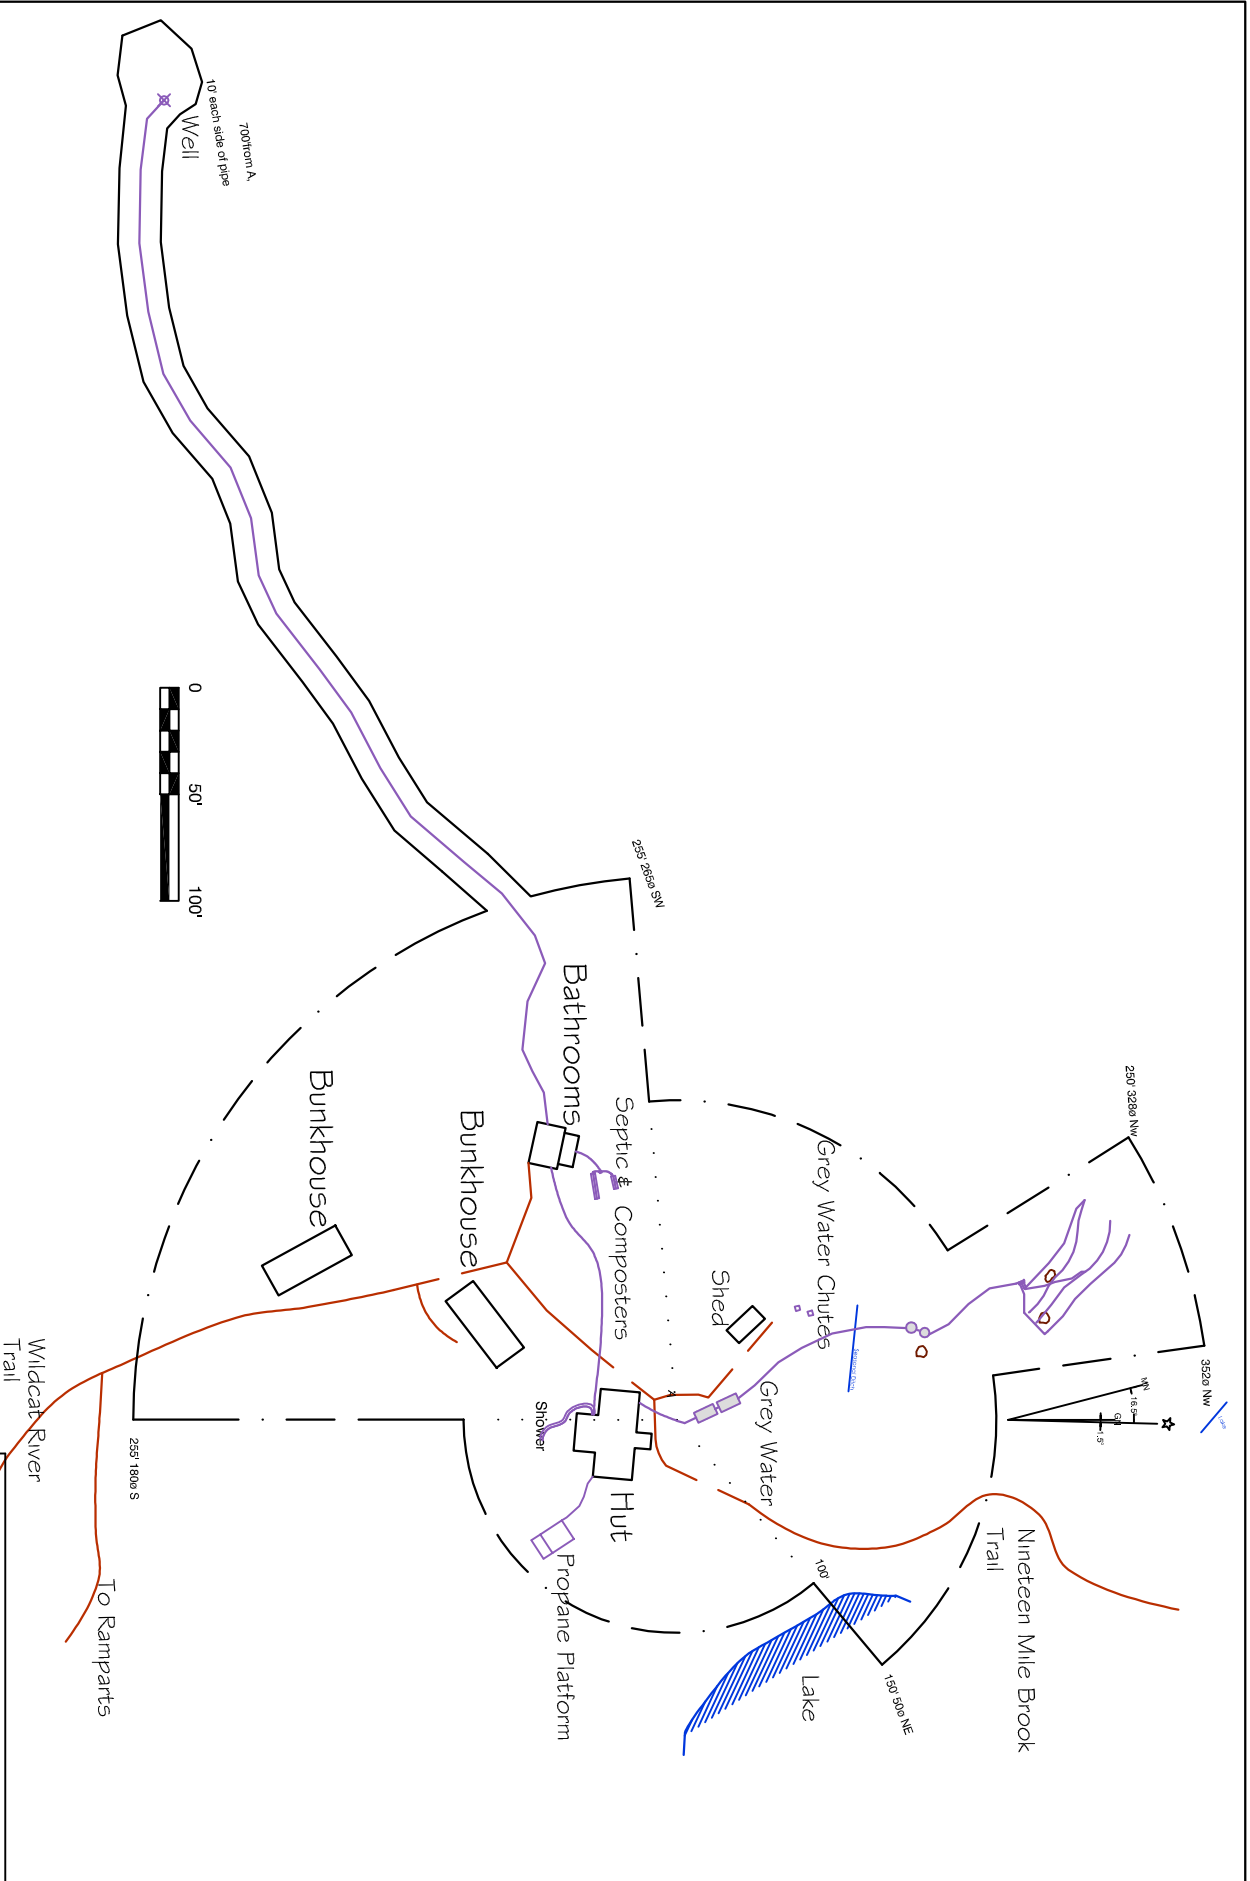 Well
10' each side of pipe
700'from A,
0
50'
100'
255' 265ø SW
Bathrooms
Septic & Composters
Bunkhouse
Bunkhouse
Grey Water Chutes
Shed
250' 328ø Nw
352ø Nw
Lake
MN
16.5°
GN
1.5°
A
Grey Water
Shower
Hut
Propane Platform
100'
150' 50ø NE
Lake
Nineteen Mile Brook
Trail
255' 180ø S
Wildcat River
Trail
To Ramparts